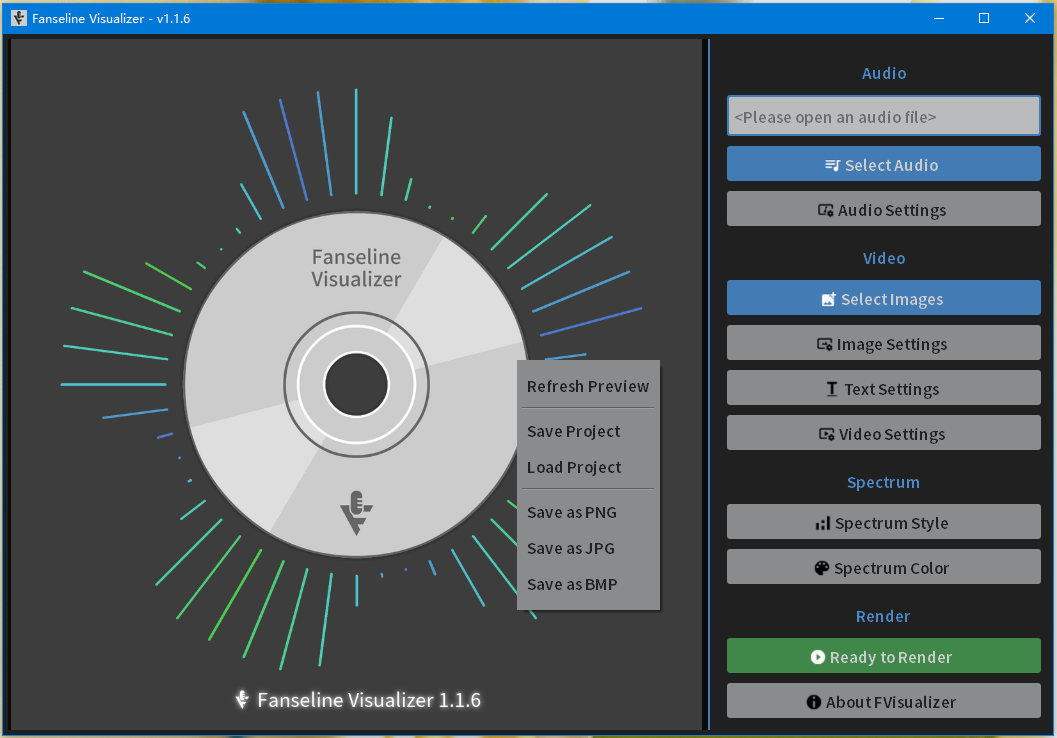 Fanseline Visualizer - v1.1.6
Fanseline
Visualizer
Refresh Preview
Save Project
Load Project
Save as PNG
Save as JPG
Save as BMP
Fanseline Visualizer 1.1.6
Audio
<Please open an audio file>
Select Audio
Audio Settings
Video
Select Images
Image Settings
Text Settings
Video Settings
Spectrum
Spectrum Style
Spectrum Color
Render
Ready to Render
About FVisualizer